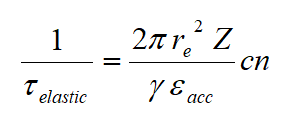 1/τ_elastic = (2π r_e² Z)/(γ ε_acc) cn